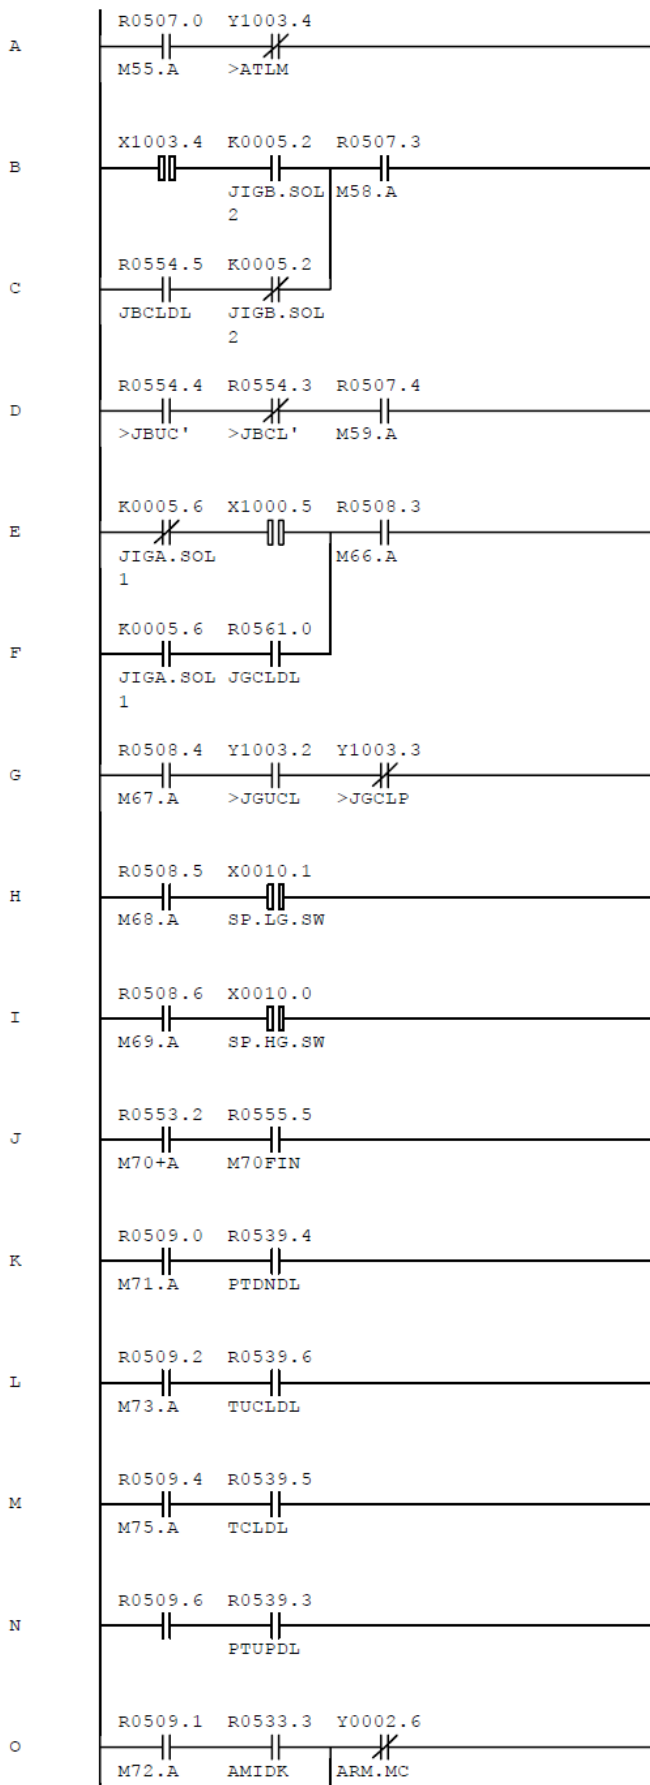 R0507.0 Y1003.4
A
M55.A >ATLM
X1003.4 K0005.2 R0507.3
B
JIGB.SOL M58.A
2
R0554.5 K0005.2
C
JBCLDL JIGB.SOL
2
R0554.4 R0554.3 R0507.4
D
>JBUC' >JBCL' M59.A
K0005.6 X1000.5 R0508.3
E
JIGA.SOL M66.A
1
K0005.6 R0561.0
F
JIGA.SOL JGCLDL
1
R0508.4 Y1003.2 Y1003.3
G
M67.A >JGUCL >JGCLP
R0508.5 X0010.1
H
M68.A SP.LG.SW
R0508.6 X0010.0
I
M69.A SP.HG.SW
R0553.2 R0555.5
J
M70+A M70FIN
R0509.0 R0539.4
K
M71.A PTDNDL
R0509.2 R0539.6
L
M73.A TUCLDL
R0509.4 R0539.5
M
M75.A TCLDL
R0509.6 R0539.3
N
PTUPDL
R0509.1 R0533.3 Y0002.6
O
M72.A AMIDK ARM.MC